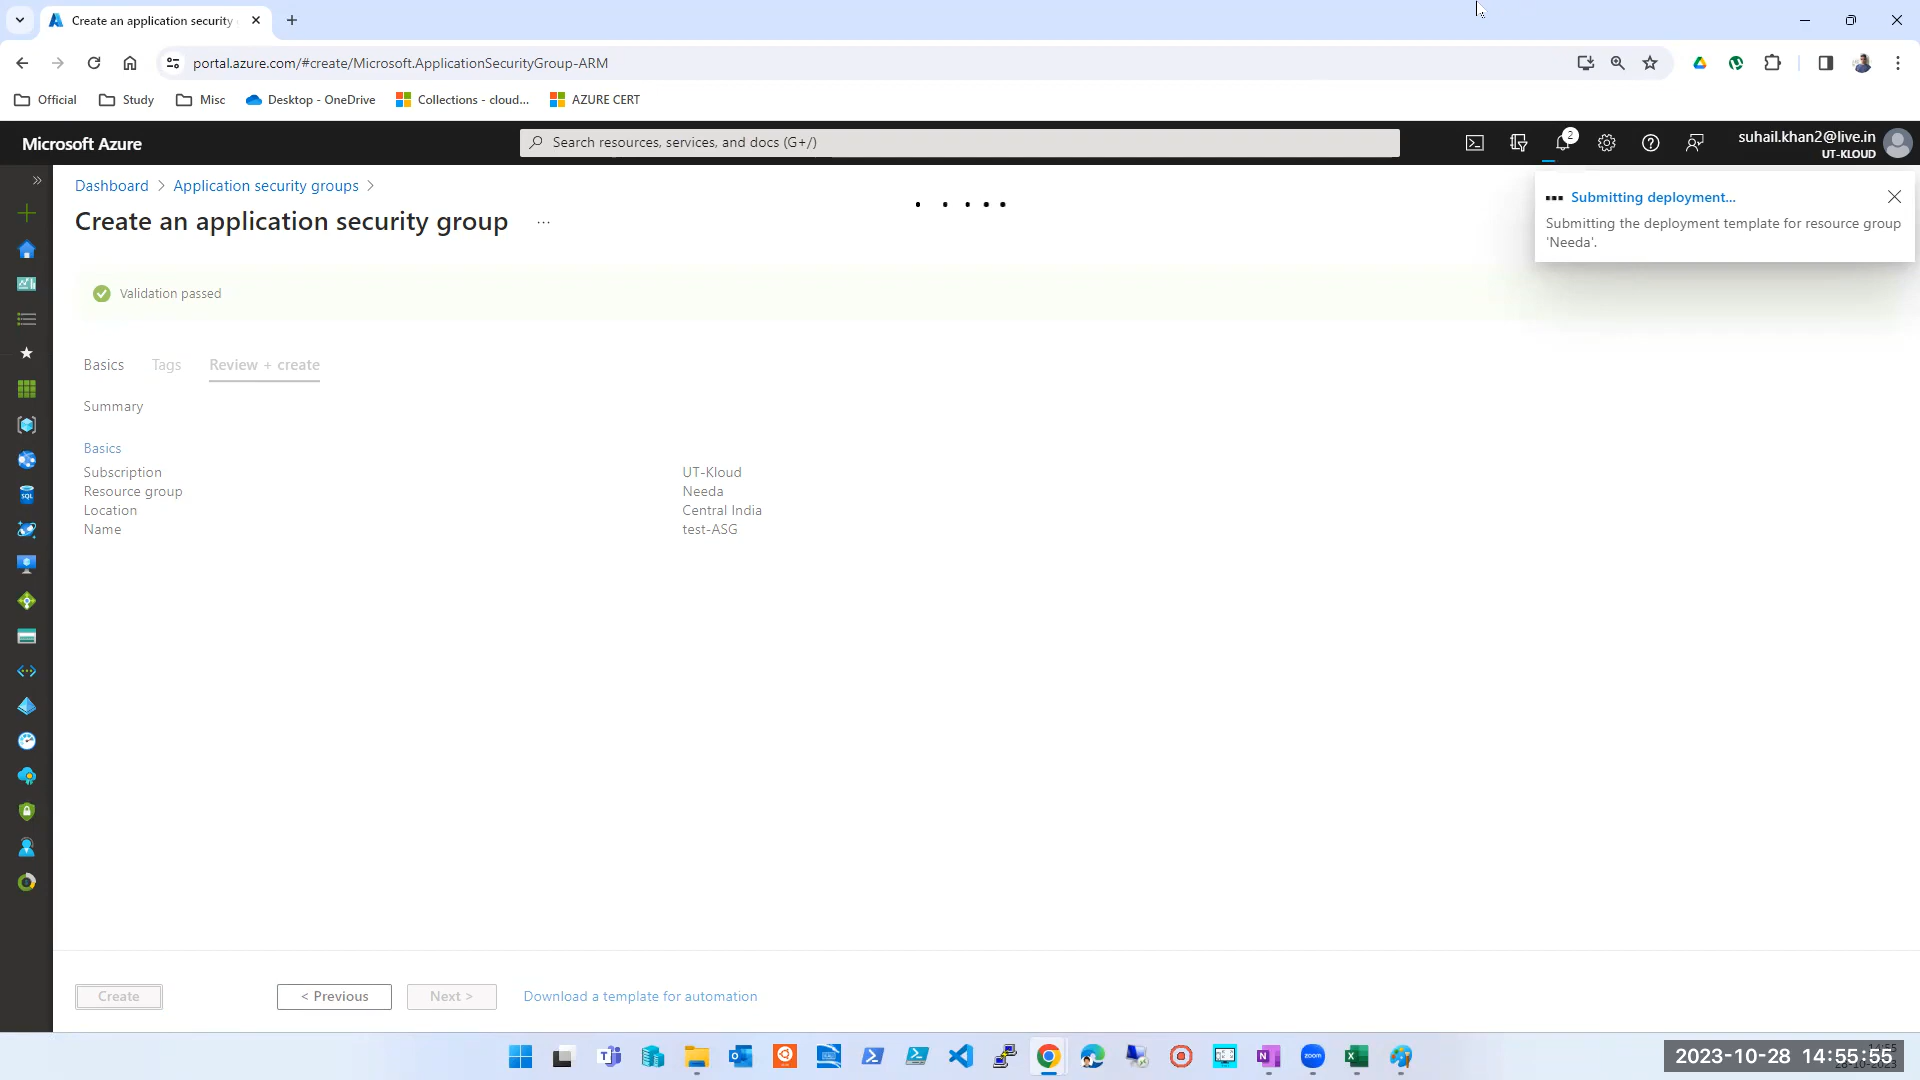 Create an application security
portal.azure.com/#create/Microsoft.ApplicationSecurityGroup-ARM
Official
Study
Misc
Desktop - OneDrive
Collections - cloud...
AZURE CERT
Microsoft Azure
Search resources, services, and docs (G+/)
2
suhail.khan2@live.in
UT-KLOUD
Dashboard > Application security groups >
Create an application security group ...
Submitting deployment...
Submitting the deployment template for resource group
'Needa'.
Validation passed
Basics Tags Review + create
Summary
Basics
Subscription UT-Kloud
Resource group Needa
Location Central India
Name test-ASG
Create
< Previous
Next >
Download a template for automation
2023-10-28 14:55:55